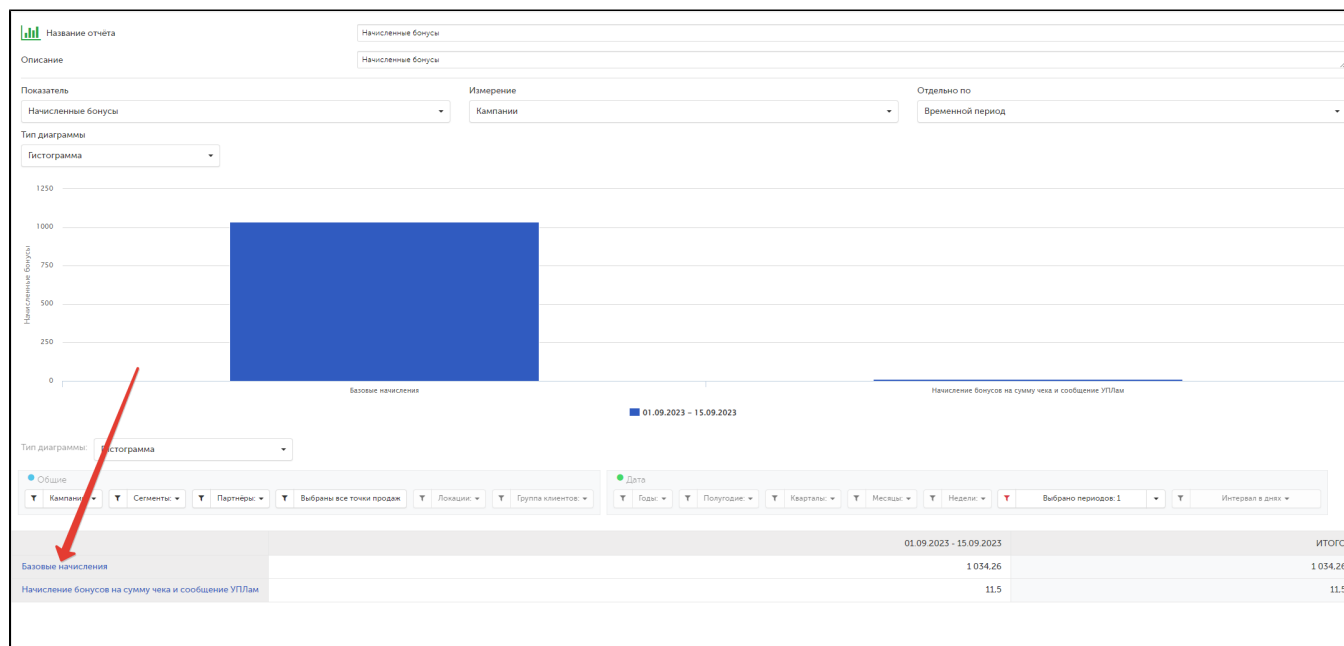 Название отчёта
Начисленные бонусы
Описание
Начисленные бонусы
Показатель Измерение Отдельно по
Начисленные бонусы Кампании Временной период
Тип диаграммы
Гистограмма
1250
1000
750
500
250
0
Начисленные бонусы
Базовые начисления Начисление бонусов на сумму чека и сообщение УПЛам
01.09.2023 – 15.09.2023
Тип диаграммы: Гистограмма
Общие Дата
Кампании: Сегменты: Партнёры: Выбраны все точки продаж Локации: Группа клиентов: Годы: Полугодие: Кварталы: Месяцы: Недели: Выбрано периодов: 1 Интервал в днях
01.09.2023 - 15.09.2023 ИТОГО
Базовые начисления 1 034,26 1 034,26
Начисление бонусов на сумму чека и сообщение УПЛам 11,5 11,5